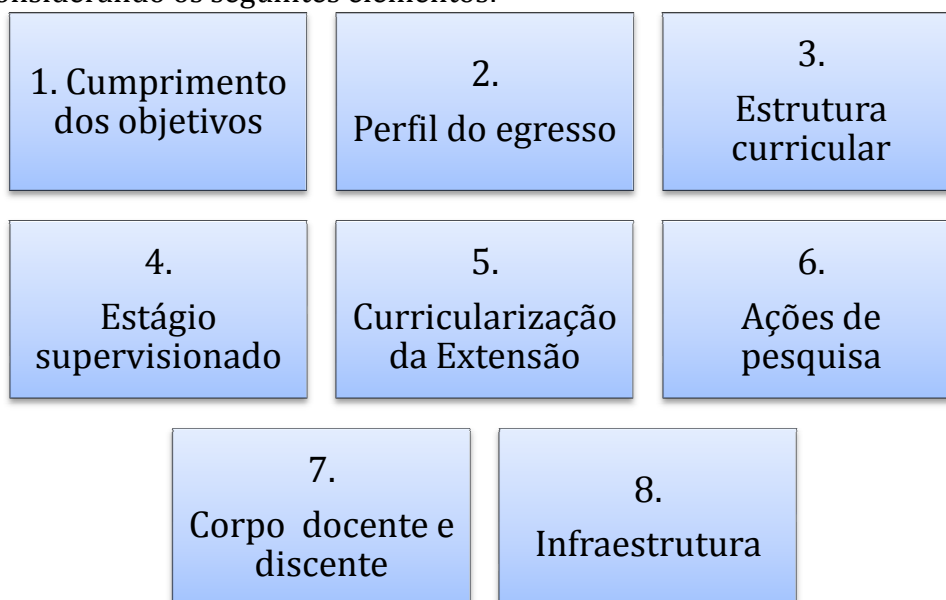 onsiderando os seguintes elementos:
1. Cumprimento
dos objetivos
2.
Perfil do egresso
3.
Estrutura
curricular
4.
Estágio
supervisionado
5.
Curricularização
da Extensão
6.
Ações de
pesquisa
7.
Corpo docente e
discente
8.
Infraestrutura